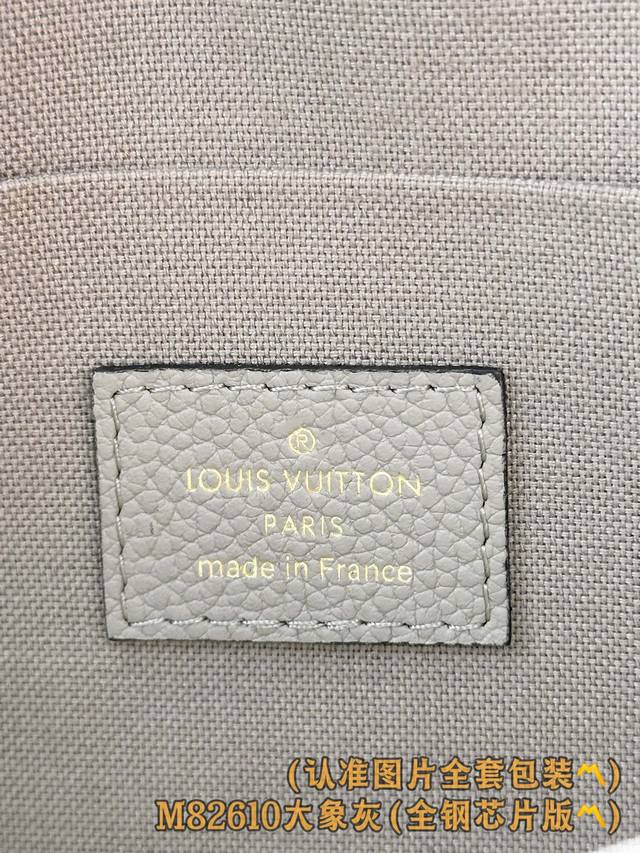 ®
LOUIS VUITTON
PARIS
made in France
(认准图片全套包装〽)
M82610大象灰(全钢芯片版〽)